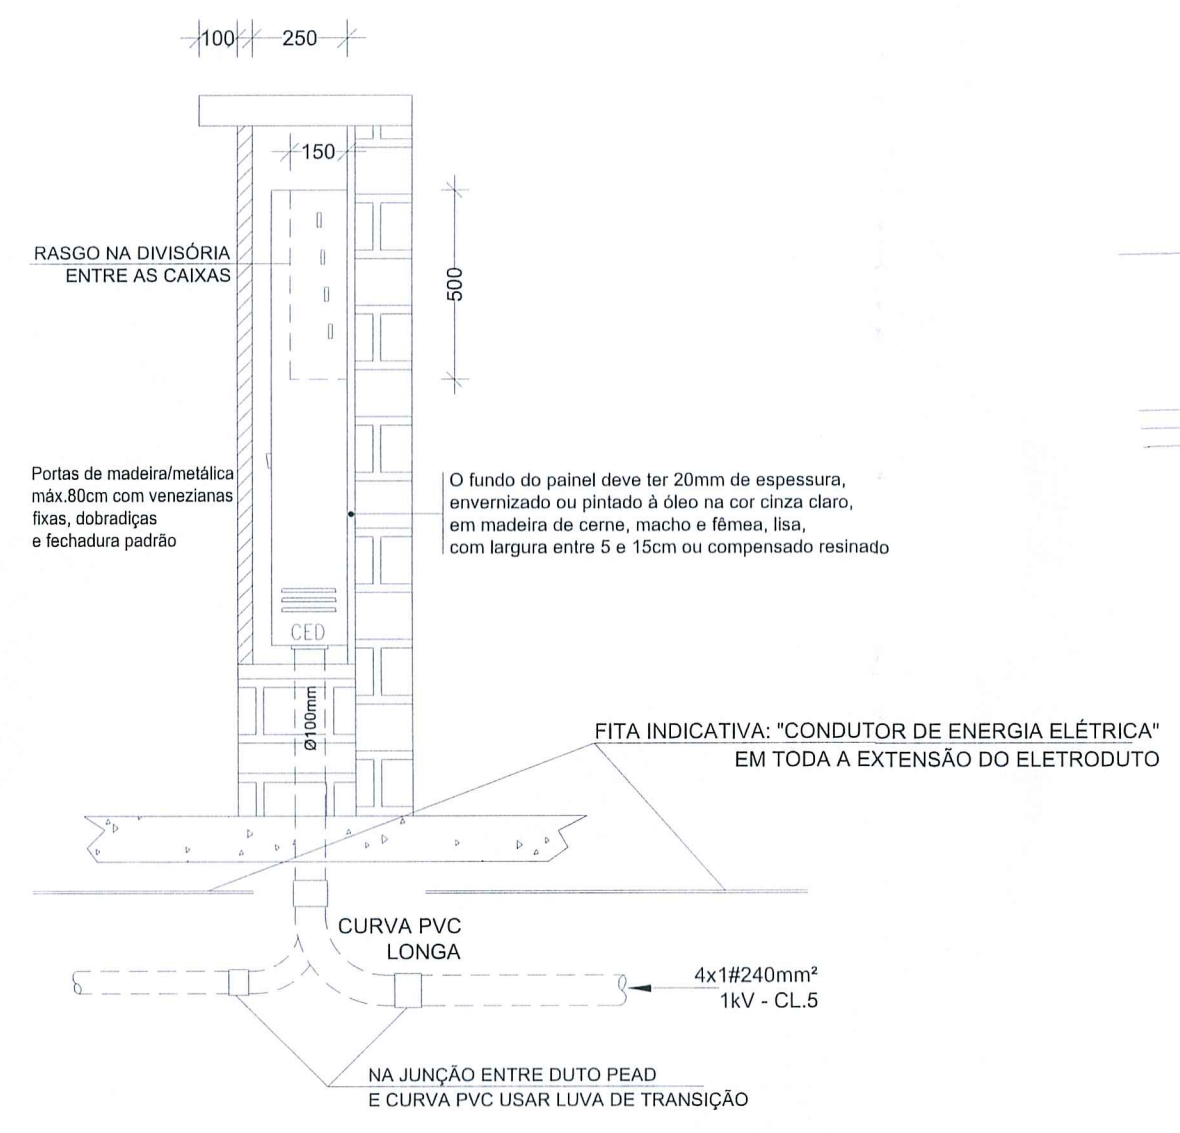 100
250
150
RASGO NA DIVISÓRIA
ENTRE AS CAIXAS
500
Portas de madeira/metálica
máx.80cm com venezianas
fixas, dobradiças
e fechadura padrão
O fundo do painel deve ter 20mm de espessura,
envernizado ou pintado à óleo na cor cinza claro,
em madeira de cerne, macho e fêmea, lisa,
com largura entre 5 e 15cm ou compensado resinado
CED
Ø100mm
FITA INDICATIVA: "CONDUTOR DE ENERGIA ELÉTRICA"
EM TODA A EXTENSÃO DO ELETRODUTO
CURVA PVC
LONGA
4x1#240mm²
1kV - CL.5
NA JUNÇÃO ENTRE DUTO PEAD
E CURVA PVC USAR LUVA DE TRANSIÇÃO